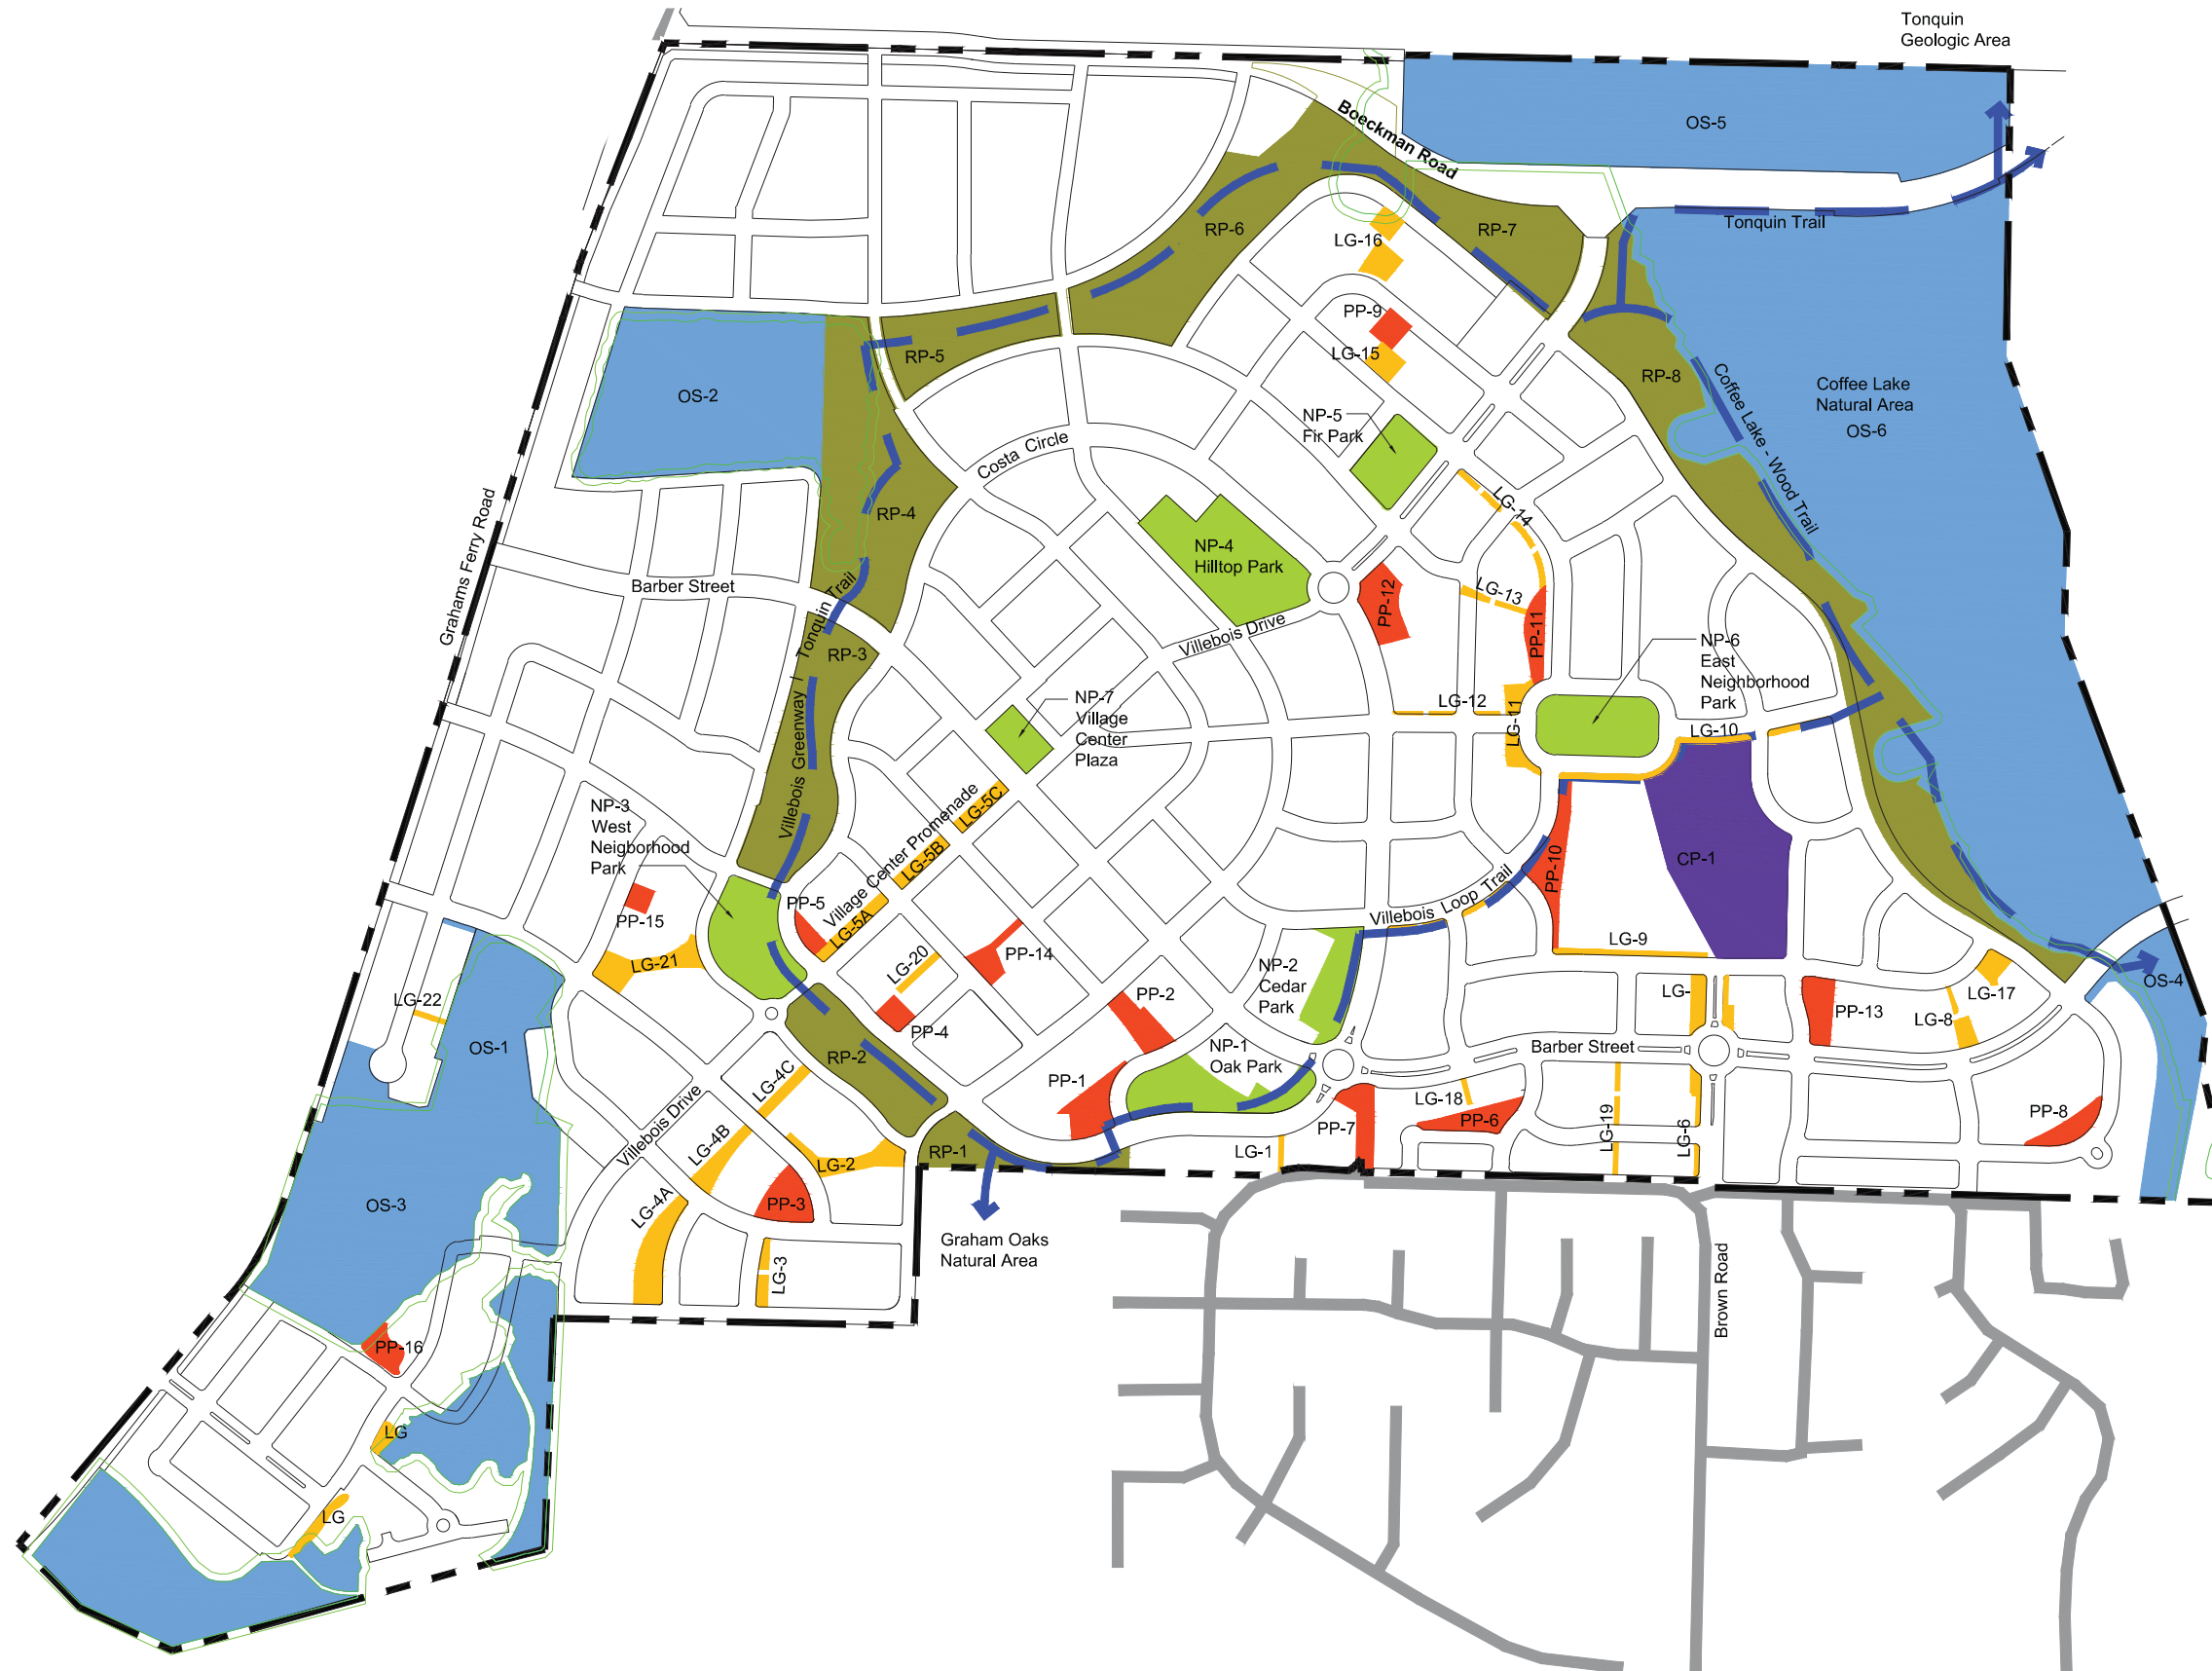 Tonquin
Geologic Area
Boeckman Road
OS-5
Tonquin Trail
RP-6
RP-7
LG-16
PP-9
LG-15
RP-5
OS-2
RP-8
Coffee Lake
Natural Area
OS-6
Coffee Lake - Wood Trail
NP-5
Fir Park
Costa Circle
RP-4
LG-14
Grahams Ferry Road
NP-4
Hilltop Park
Barber Street
Villebois Greenway / Tonquin Trail
PP-12
LG-13
PP-11
Villebois Drive
RP-3
NP-6
East
Neighborhood
Park
NP-7
Village
Center
Plaza
LG-12
LG-11
LG-10
NP-3
West
Neigborhood
Park
Village Center Promenade
LG-5C
LG-5B
LG-5A
PP-5
PP-10
CP-1
Villebois Loop Trail
PP-15
LG-21
LG-20
PP-14
LG-9
NP-2
Cedar
Park
OS-4
LG-22
PP-2
LG-
LG-17
PP-13
LG-8
PP-4
OS-1
RP-2
NP-1
Oak Park
Barber Street
PP-1
LG-4C
LG-18
PP-7
PP-6
LG-19
LG-6
PP-8
Villebois Drive
LG-4B
LG-2
RP-1
LG-1
OS-3
LG-4A
PP-3
LG-3
Graham Oaks
Natural Area
Brown Road
PP-16
LG
LG